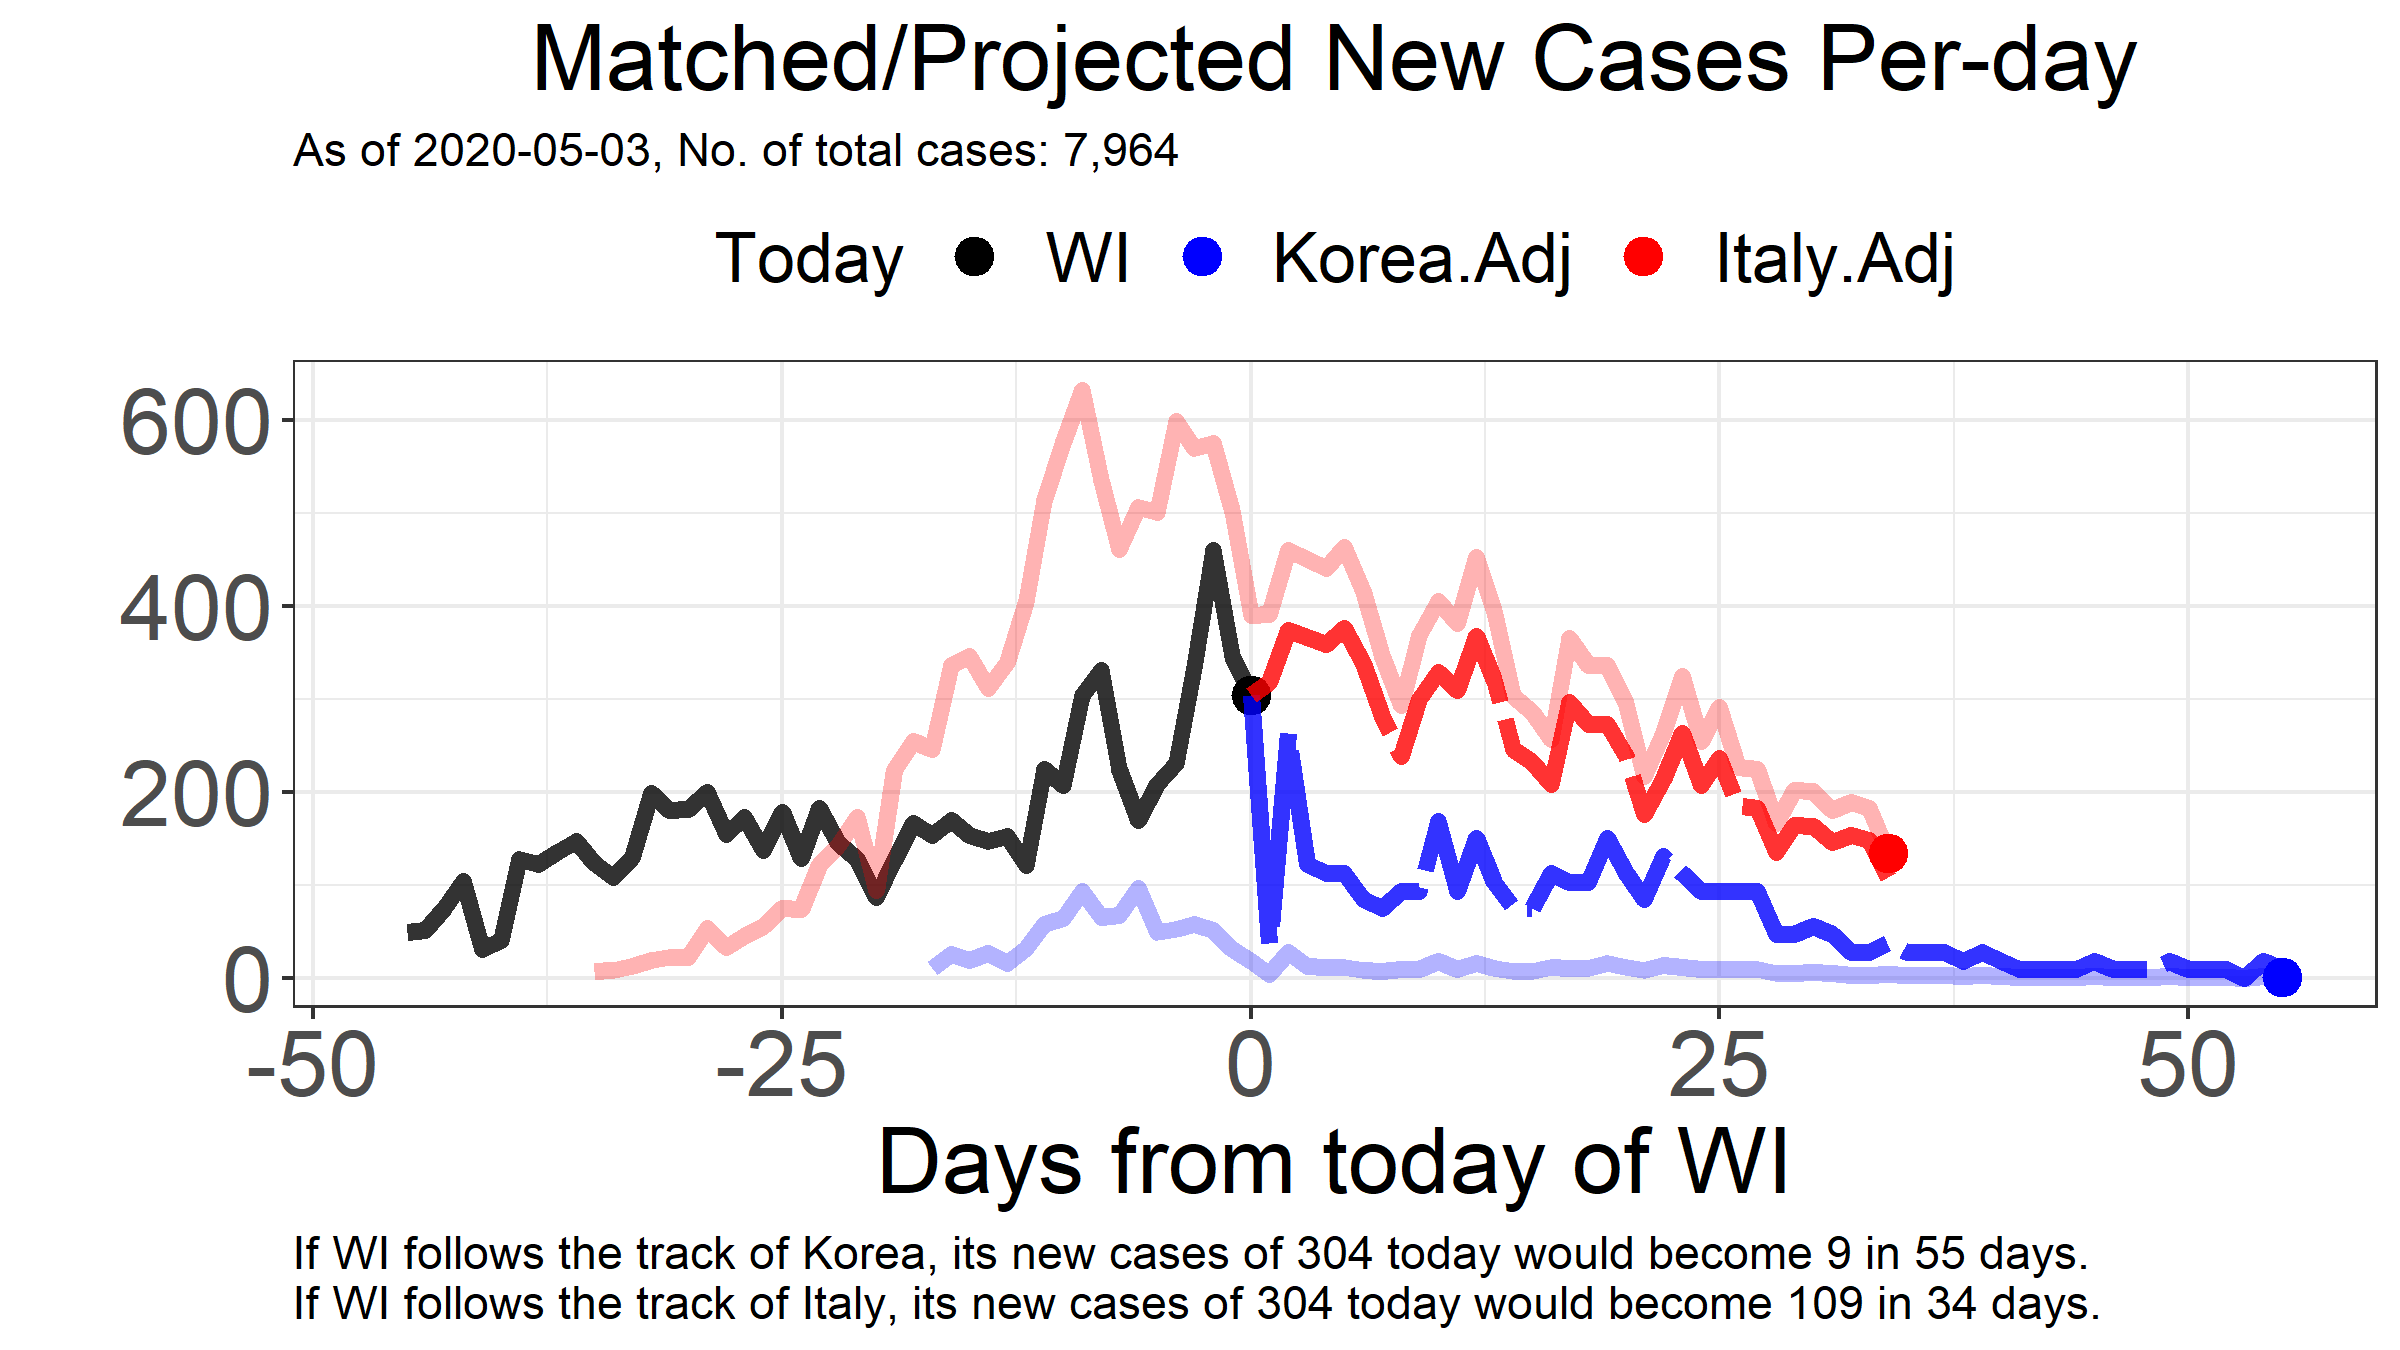 Matched/Projected New Cases Per-day
As of 2020-05-03, No. of total cases: 7,964
Today WI Korea.Adj Italy.Adj
600
400
200
0
-50 -25 0 25 50
Days from today of WI
If WI follows the track of Korea, its new cases of 304 today would become 9 in 55 days.
If WI follows the track of Italy, its new cases of 304 today would become 109 in 34 days.